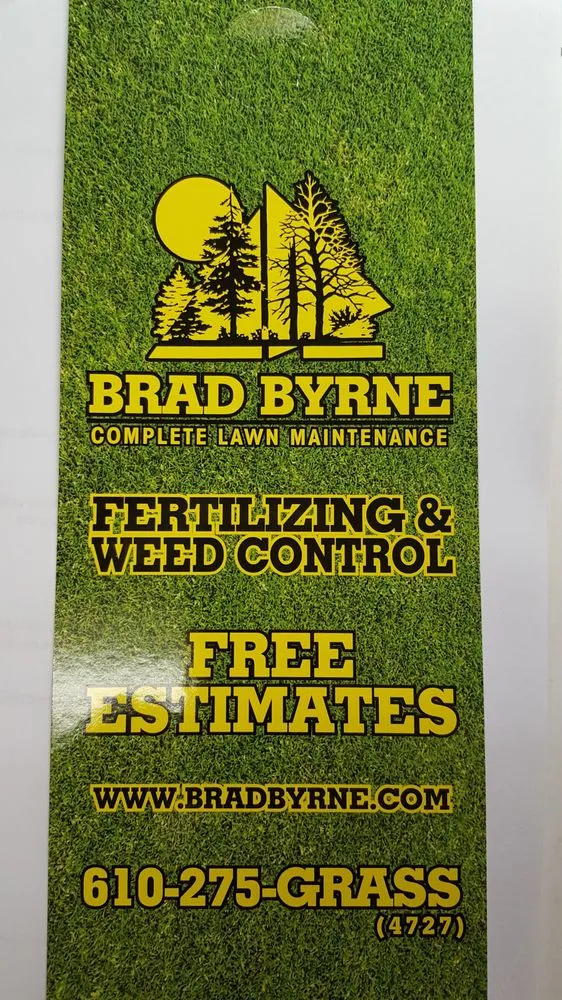 BRAD BYRNE
COMPLETE LAWN MAINTENANCE
FERTILIZING &
WEED CONTROL
FREE
ESTIMATES
WWW.BRADBYRNE.COM
610-275-GRASS
(4727)